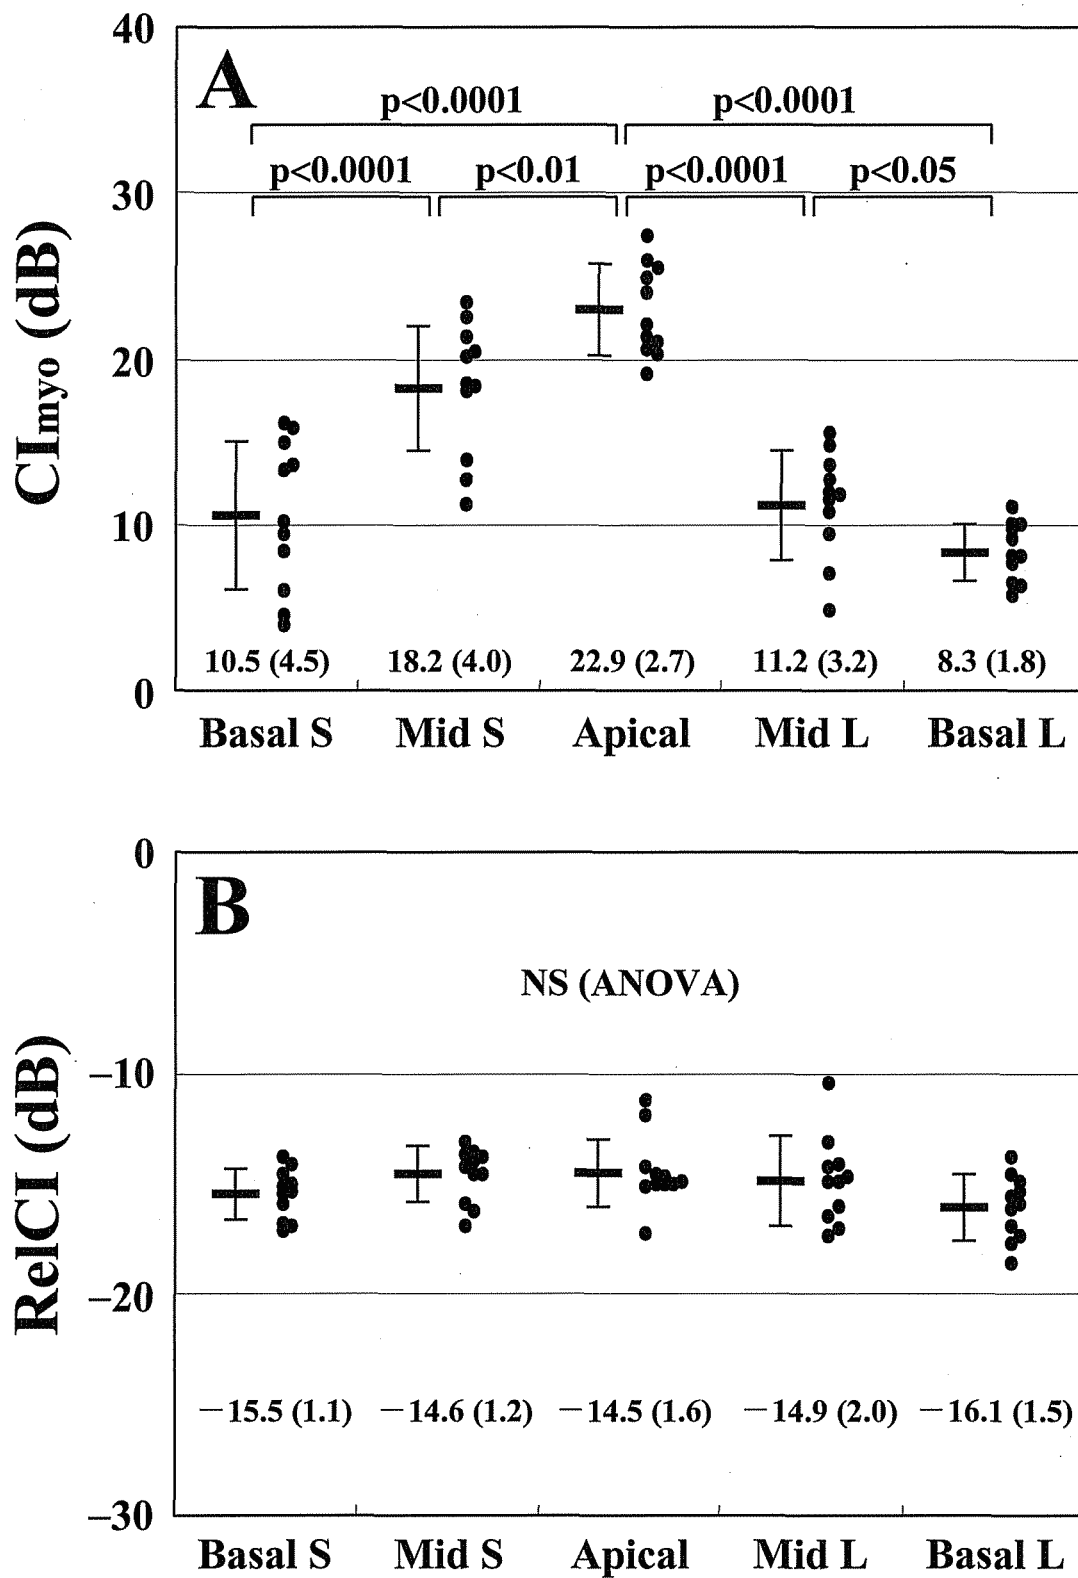 40
A
p<0.0001 p<0.0001
p<0.0001 p<0.01 p<0.0001 p<0.05
30
CImyo (dB)
20
10
10.5 (4.5) 18.2 (4.0) 22.9 (2.7) 11.2 (3.2) 8.3 (1.8)
0
Basal S Mid S Apical Mid L Basal L
0
B
NS (ANOVA)
−10
RelCI (dB)
−20
−15.5 (1.1) −14.6 (1.2) −14.5 (1.6) −14.9 (2.0) −16.1 (1.5)
−30
Basal S Mid S Apical Mid L Basal L